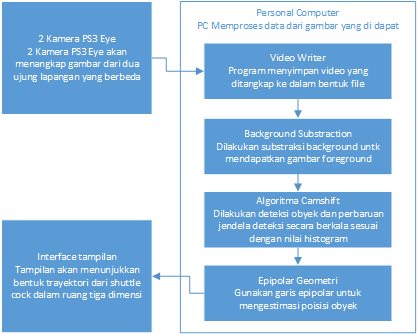 2 Kamera PS3 Eye
2 Kamera PS3 Eye akan
menangkap gambar dari dua
ujung lapangan yang berbeda
Personal Computer
PC Memproses data dari gambar yang di dapat
Video Writer
Program menyimpan video yang
ditangkap ke dalam bentuk file
Background Substraction
Dilakukan substraksi background untk
mendapatkan gambar foreground
Algoritma Camshift
Dilakukan deteksi obyek dan perbaruan
jendela deteksi secara berkala sesuai
dengan nilai histogram
Epipolar Geometri
Gunakan garis epipolar untuk
mengestimasi poisisi obyek
Interface tampilan
Tampilan akan menunjukkan
bentuk trayektori dari shuttle
cock dalam ruang tiga dimensi